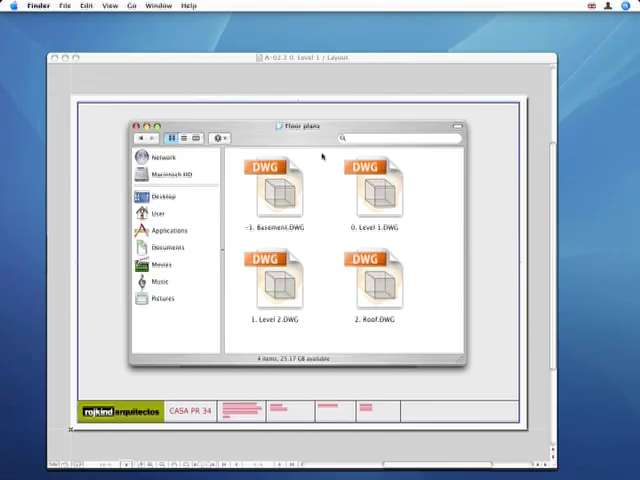 Finder File Edit View Go Window Help
A-02.2 0. Level 1 / Layout
Floor plans
Network
Macintosh HD
Desktop
User
Applications
Documents
Movies
Music
Pictures
DWG DWG
-1. Basement.DWG 0. Level 1.DWG
DWG DWG
1. Level 2.DWG 2. Roof.DWG
4 items, 25.17 GB available
rojkindarquitectos CASA PR 34